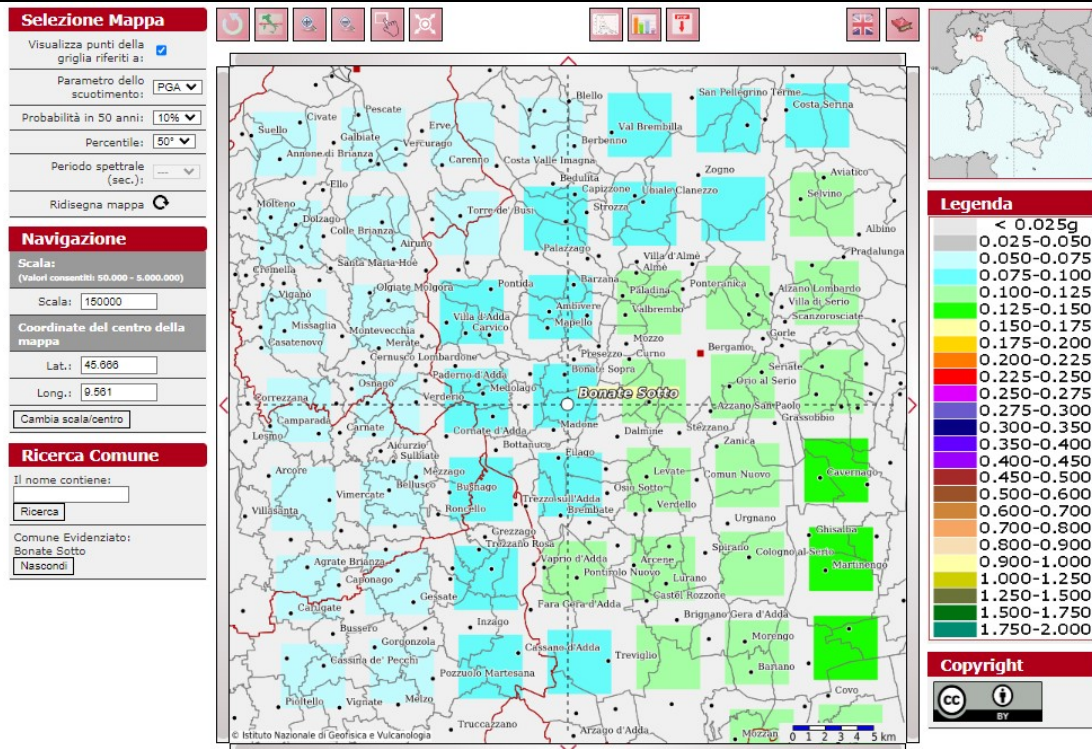 Selezione Mappa
Visualizza punti della
griglia riferiti a:
Parametro dello
scuotimento: PGA
Probabilità in 50 anni: 10%
Percentile: 50°
Periodo spettrale
(sec.): ---
Ridisegna mappa
Navigazione
Scala:
(Valori consentiti: 50.000 - 5.000.000)
Scala: 150000
Coordinate del centro della
mappa
Lat.: 45.666
Long.: 9.561
Cambia scala/centro
Ricerca Comune
Il nome contiene:
Ricerca
Comune Evidenziato:
Bonate Sotto
Nascondi
Blello
San Pellegrino Terme
Costa Serina
Pescate
Civate
Suello
Galbiate
Erve
Vercurago
Val Brembilla
Berbenno
Annone di Brianza
Carenno
Costa Valle Imagna
Zogno
Aviatico
Ello
Bedulita
Capizzone
Ubiale Clanezzo
Selvino
Molteno
Dolzago
Torre de' Busi
Strozza
Colle Brianza
Airuno
Albino
Palazzago
Pradalunga
Cremella
Santa Maria Hoè
Villa d'Almè
Almè
Viganò
Olgiate Molgora
Pontida
Barzana
Paladina
Ponteranica
Alzano Lombardo
Villa di Serio
Missaglia
Montevecchia
Villa d'Adda
Carvico
Ambivere
Mapello
Valbrembo
Scanzorosciate
Casatenovo
Merate
Mozzo
Gorle
Cernusco Lombardone
Presezzo
Curno
Bergamo
Paderno d'Adda
Bonate Sopra
Seriate
Osnago
Verderio
Medolago
Bonate Sotto
Orio al Serio
Correzzana
Camparada
Madone
Azzano San Paolo
Grassobbio
Lesmo
Carnate
Cornate d'Adda
Dalmine
Stezzano
Aicurzio
Sulbiate
Bottanuco
Zanica
Arcore
Mezzago
Filago
Levate
Comun Nuovo
Cavernago
Bellusco
Busnago
Osio Sotto
Vimercate
Trezzo sull'Adda
Verdello
Villasanta
Roncello
Brembate
Urgnano
Grezzago
Ghisalba
Trezzano Rosa
Spirano
Cologno al Serio
Agrate Brianza
Vaprio d'Adda
Arcene
Martinengo
Caponago
Pontirolo Nuovo
Lurano
Gessate
Castel Rozzone
Carugate
Fara Gera d'Adda
Brignano Gera d'Adda
Bussero
Inzago
Morengo
Gorgonzola
Cassano d'Adda
Treviglio
Cassina de' Pecchi
Bariano
Pozzuolo Martesana
Pioltello
Vignate
Melzo
Covo
Truccazzano
Arzago d'Adda
Mozzan
0 1 2 3 4 5 km
© Istituto Nazionale di Geofisica e Vulcanologia
Legenda
< 0.025g
0.025-0.050
0.050-0.075
0.075-0.100
0.100-0.125
0.125-0.150
0.150-0.175
0.175-0.200
0.200-0.225
0.225-0.250
0.250-0.275
0.275-0.300
0.300-0.350
0.350-0.400
0.400-0.450
0.450-0.500
0.500-0.600
0.600-0.700
0.700-0.800
0.800-0.900
0.900-1.000
1.000-1.250
1.250-1.500
1.500-1.750
1.750-2.000
Copyright
cc
BY